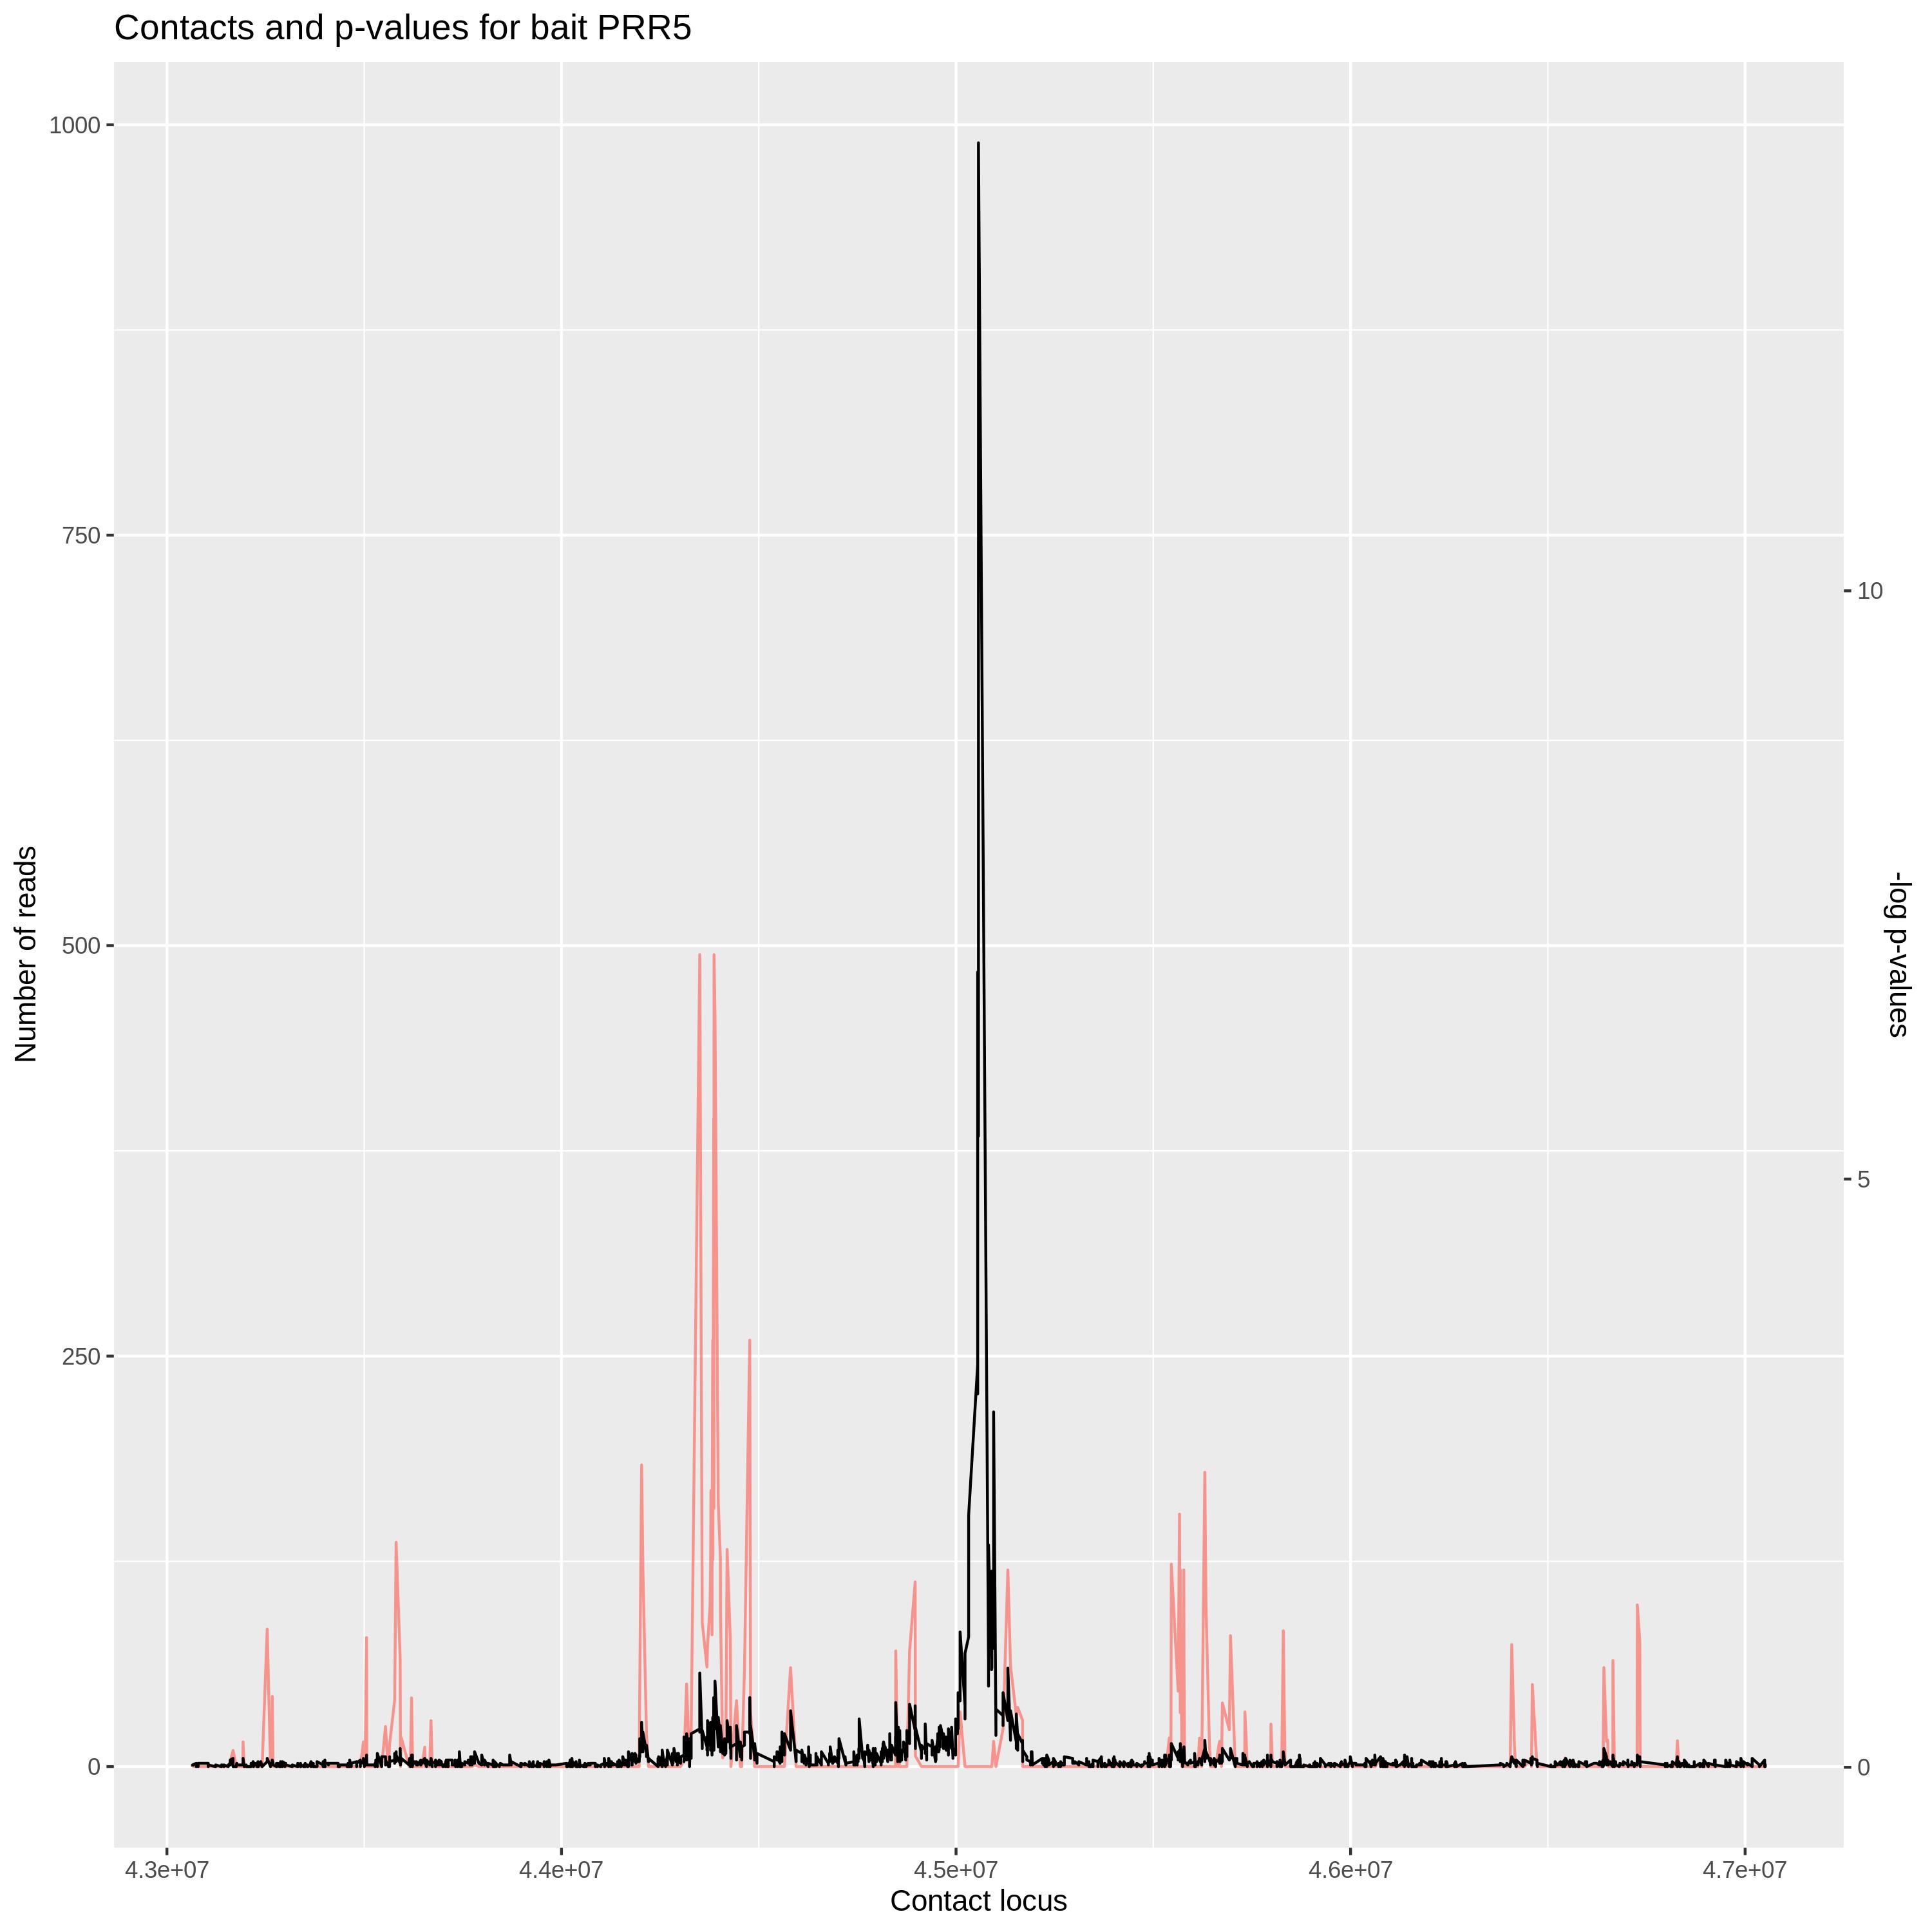 Contacts and p-values for bait PRR5
1000
750
500
250
0
Number of reads
10
5
0
-log p-values
4.3e+07
4.4e+07
4.5e+07
4.6e+07
4.7e+07
Contact locus